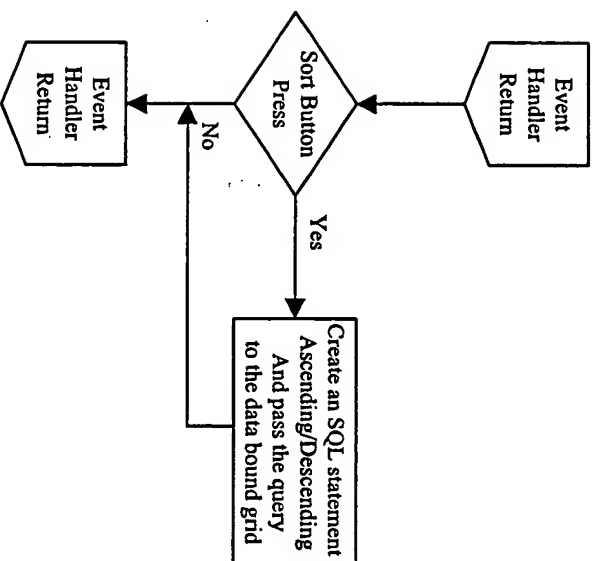 Event
Handler
Return
Sort Button
Press
Yes
Create an SQL statement
Ascending/Descending
And pass the query
to the data bound grid
No
Event
Handler
Return